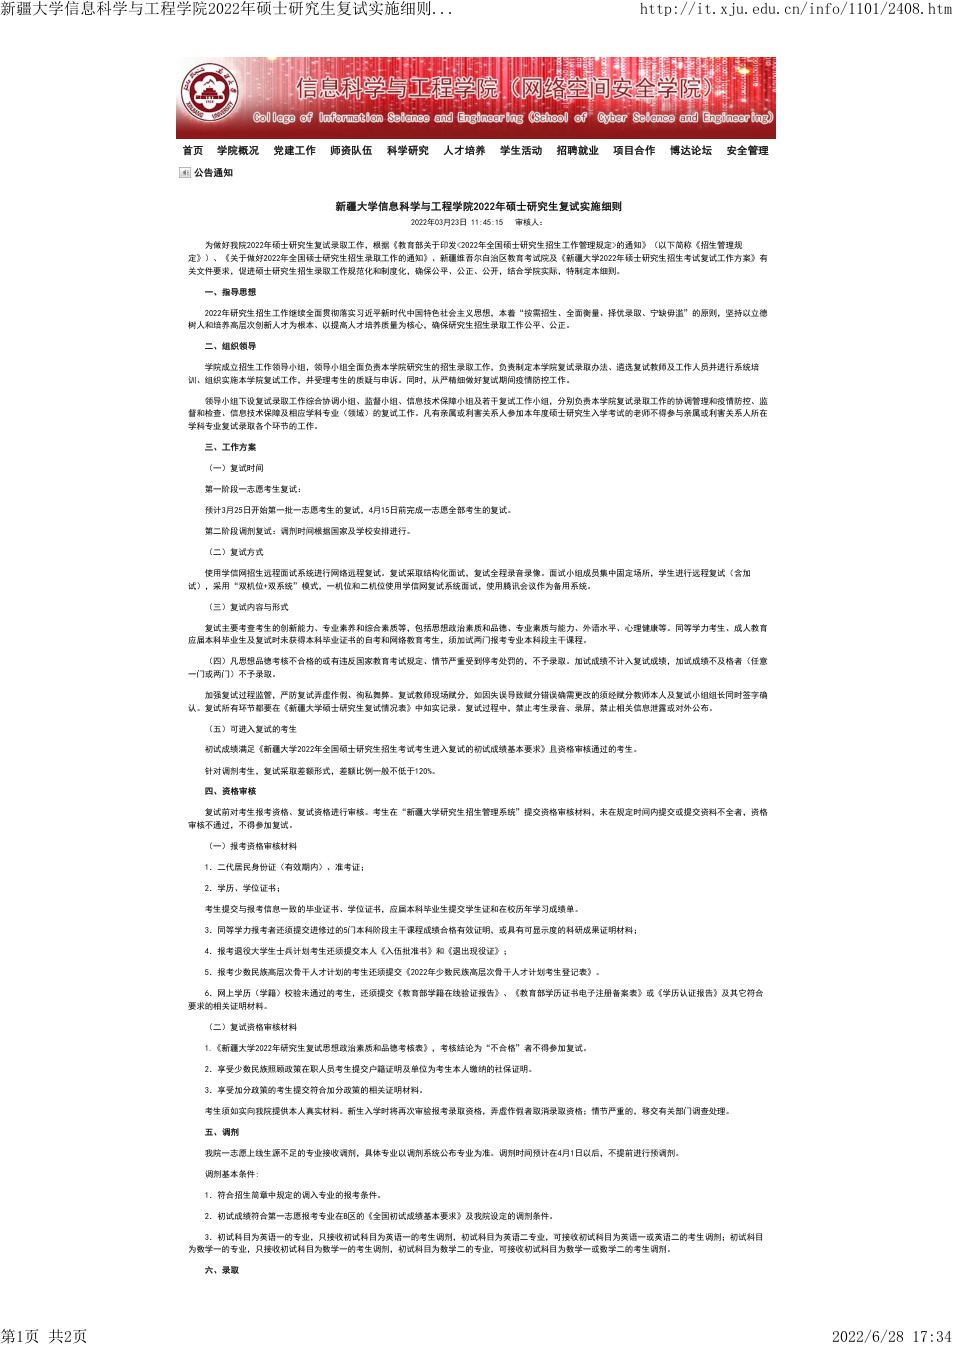 新疆大学信息科学与工程学院2022年硕士研究生复试实施细则...
http://it.xju.edu.cn/info/1101/2408.htm
信息科学与工程学院（网络空间安全学院）
College of Information Science and Engineering (School of Cyber Science and Engineering)
首页 学院概况 党建工作 师资队伍 科学研究 人才培养 学生活动 招聘就业 项目合作 博达论坛 安全管理
公告通知
新疆大学信息科学与工程学院2022年硕士研究生复试实施细则
2022年03月23日 11:45:15 审核人：
为做好我院2022年硕士研究生复试录取工作，根据《教育部关于印发<2022年全国硕士研究生招生工作管理规定>的通知》（以下简称《招生管理规
定》）、《关于做好2022年全国硕士研究生招生录取工作的通知》、新疆维吾尔自治区教育考试院及《新疆大学2022年硕士研究生招生考试复试工作方案》有
关文件要求，促进硕士研究生招生录取工作规范化和制度化，确保公平、公正、公开，结合学院实际，特制定本细则。
一、指导思想
2022年研究生招生工作继续全面贯彻落实习近平新时代中国特色社会主义思想，本着“按需招生、全面衡量、择优录取、宁缺毋滥”的原则，坚持以立德
树人和培养高层次创新人才为根本、以提高人才培养质量为核心，确保研究生招生录取工作公平、公正。
二、组织领导
学院成立招生工作领导小组，领导小组全面负责本学院研究生的招生录取工作，负责制定本学院复试录取办法、遴选复试教师及工作人员并进行系统培
训、组织实施本学院复试工作，并受理考生的质疑与申诉。同时，从严精细做好复试期间疫情防控工作。
领导小组下设复试录取工作综合协调小组、监督小组、信息技术保障小组及若干复试工作小组，分别负责本学院复试录取工作的协调管理和疫情防控、监
督和检查、信息技术保障及相应学科专业（领域）的复试工作。凡有亲属或利害关系人参加本年度硕士研究生入学考试的老师不得参与亲属或利害关系人所在
学科专业复试录取各个环节的工作。
三、工作方案
（一）复试时间
第一阶段一志愿考生复试：
预计3月25日开始第一批一志愿考生的复试，4月15日前完成一志愿全部考生的复试。
第二阶段调剂复试：调剂时间根据国家及学校安排进行。
（二）复试方式
使用学信网招生远程面试系统进行网络远程复试。复试采取结构化面试，复试全程录音录像。面试小组成员集中固定场所，学生进行远程复试（含加
试），采用“双机位+双系统”模式，一机位和二机位使用学信网复试系统面试，使用腾讯会议作为备用系统。
（三）复试内容与形式
复试主要考查考生的创新能力、专业素养和综合素质等，包括思想政治素质和品德、专业素质与能力、外语水平、心理健康等。同等学力考生、成人教育
应届本科毕业生及复试时未获得本科毕业证书的自考和网络教育考生，须加试两门报考专业本科段主干课程。
（四）凡思想品德考核不合格的或有违反国家教育考试规定、情节严重受到停考处罚的，不予录取。加试成绩不计入复试成绩，加试成绩不及格者（任意
一门或两门）不予录取。
加强复试过程监管，严防复试弄虚作假、徇私舞弊。复试教师现场赋分，如因失误导致赋分错误确需更改的须经赋分教师本人及复试小组组长同时签字确
认。复试所有环节都要在《新疆大学硕士研究生复试情况表》中如实记录。复试过程中，禁止考生录音、录屏，禁止相关信息泄露或对外公布。
（五）可进入复试的考生
初试成绩满足《新疆大学2022年全国硕士研究生招生考试考生进入复试的初试成绩基本要求》且资格审核通过的考生。
针对调剂考生，复试采取差额形式，差额比例一般不低于120%。
四、资格审核
复试前对考生报考资格、复试资格进行审核。考生在“新疆大学研究生招生管理系统”提交资格审核材料，未在规定时间内提交或提交资料不全者，资格
审核不通过，不得参加复试。
（一）报考资格审核材料
1．二代居民身份证（有效期内）、准考证；
2．学历、学位证书；
考生提交与报考信息一致的毕业证书、学位证书，应届本科毕业生提交学生证和在校历年学习成绩单。
3．同等学力报考者还须提交进修过的5门本科阶段主干课程成绩合格有效证明，或具有可显示度的科研成果证明材料；
4．报考退役大学生士兵计划考生还须提交本人《入伍批准书》和《退出现役证》；
5．报考少数民族高层次骨干人才计划的考生还须提交《2022年少数民族高层次骨干人才计划考生登记表》。
6．网上学历（学籍）校验未通过的考生，还须提交《教育部学籍在线验证报告》、《教育部学历证书电子注册备案表》或《学历认证报告》及其它符合
要求的相关证明材料。
（二）复试资格审核材料
1.《新疆大学2022年研究生复试思想政治素质和品德考核表》，考核结论为“不合格”者不得参加复试。
2．享受少数民族照顾政策在职人员考生提交户籍证明及单位为考生本人缴纳的社保证明。
3．享受加分政策的考生提交符合加分政策的相关证明材料。
考生须如实向我院提供本人真实材料。新生入学时将再次审验报考录取资格，弄虚作假者取消录取资格；情节严重的，移交有关部门调查处理。
五、调剂
我院一志愿上线生源不足的专业接收调剂，具体专业以调剂系统公布专业为准。调剂时间预计在4月1日以后，不提前进行预调剂。
调剂基本条件：
1．符合招生简章中规定的调入专业的报考条件。
2．初试成绩符合第一志愿报考专业在B区的《全国初试成绩基本要求》及我院设定的调剂条件。
3．初试科目为英语一的专业，只接收初试科目为英语一的考生调剂，初试科目为英语二专业，可接收初试科目为英语一或英语二的考生调剂；初试科目
为数学一的专业，只接收初试科目为数学一的考生调剂，初试科目为数学二的专业，可接收初试科目为数学一或数学二的考生调剂。
六、录取
第1页 共2页
2022/6/28 17:34